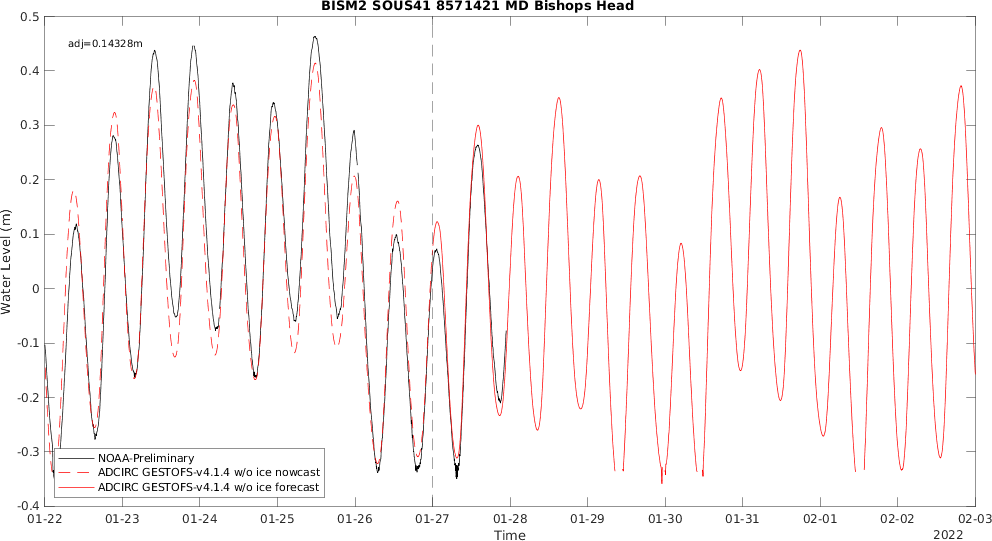 BISM2 SOUS41 8571421 MD Bishops Head
adj=0.14328m
Water Level (m)
0.5
0.4
0.3
0.2
0.1
0
-0.1
-0.2
-0.3
-0.4
NOAA-Preliminary
ADCIRC GESTOFS-v4.1.4 w/o ice nowcast
ADCIRC GESTOFS-v4.1.4 w/o ice forecast
01-22 01-23 01-24 01-25 01-26 01-27 01-28 01-29 01-30 01-31 02-01 02-02 02-03
Time
2022